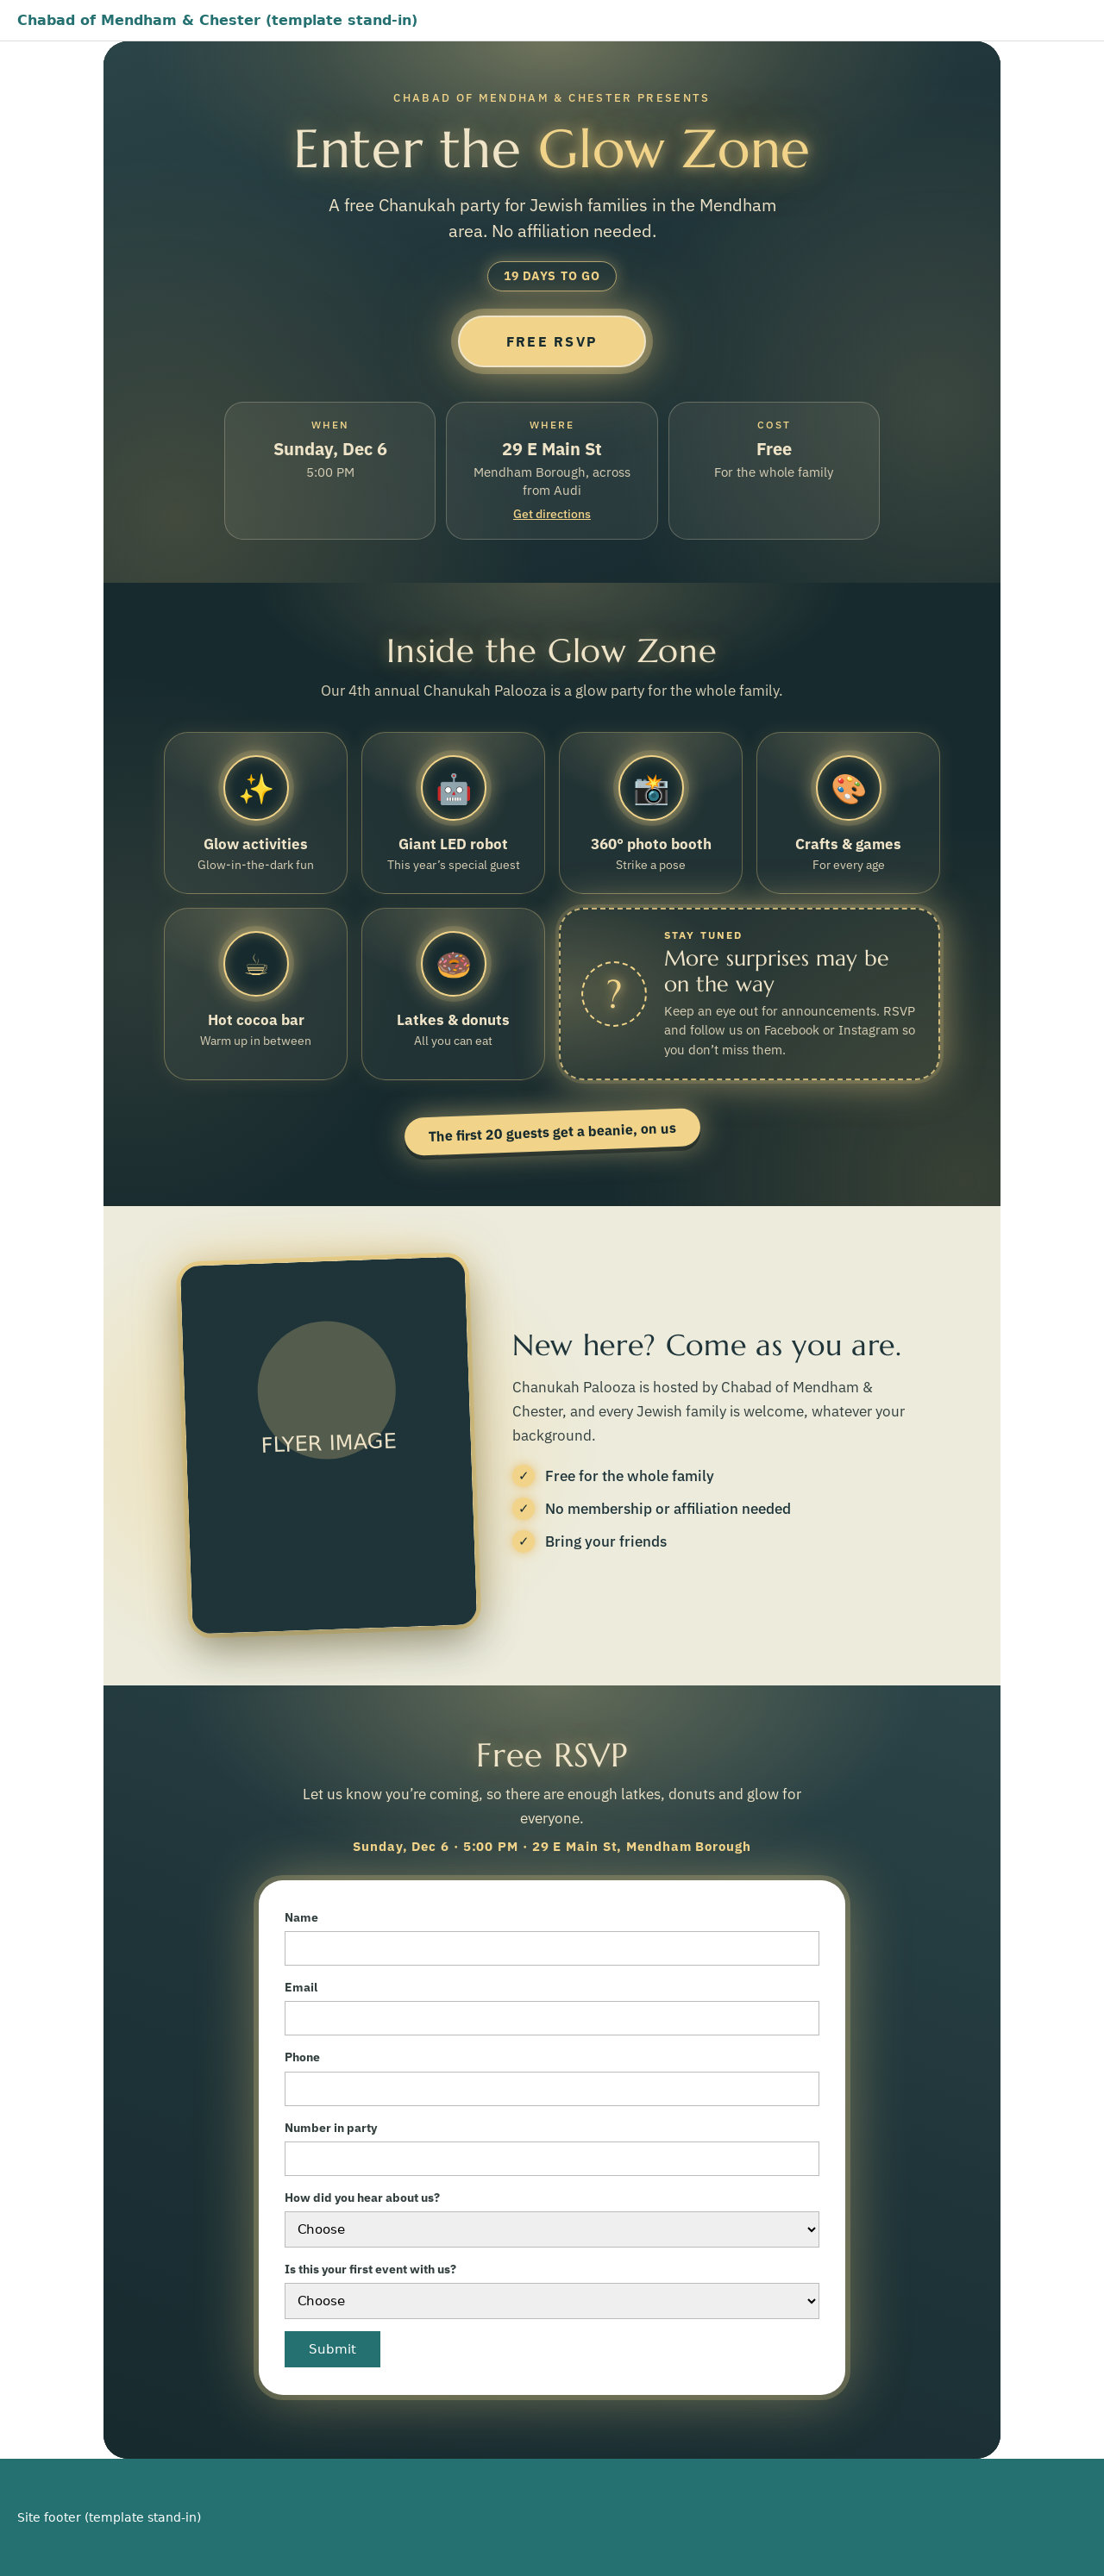 Chabad of Mendham & Chester (template stand-in)
CHABAD OF MENDHAM & CHESTER PRESENTS
Enter the Glow Zone
A free Chanukah party for Jewish families in the Mendham
area. No affiliation needed.
19 DAYS TO GO
FREE RSVP
WHEN
Sunday, Dec 6
5:00 PM
WHERE
29 E Main St
Mendham Borough, across
from Audi
Get directions
COST
Free
For the whole family
Inside the Glow Zone
Our 4th annual Chanukah Palooza is a glow party for the whole family.
Glow activities
Glow-in-the-dark fun
Giant LED robot
This year’s special guest
360° photo booth
Strike a pose
Crafts & games
For every age
Hot cocoa bar
Warm up in between
Latkes & donuts
All you can eat
?
STAY TUNED
More surprises may be
on the way
Keep an eye out for announcements. RSVP
and follow us on Facebook or Instagram so
you don’t miss them.
The first 20 guests get a beanie, on us
FLYER IMAGE
New here? Come as you are.
Chanukah Palooza is hosted by Chabad of Mendham &
Chester, and every Jewish family is welcome, whatever your
background.
✓ Free for the whole family
✓ No membership or affiliation needed
✓ Bring your friends
Free RSVP
Let us know you’re coming, so there are enough latkes, donuts and glow for
everyone.
Sunday, Dec 6 · 5:00 PM · 29 E Main St, Mendham Borough
Name
Email
Phone
Number in party
How did you hear about us?
Choose
Is this your first event with us?
Choose
Submit
Site footer (template stand-in)